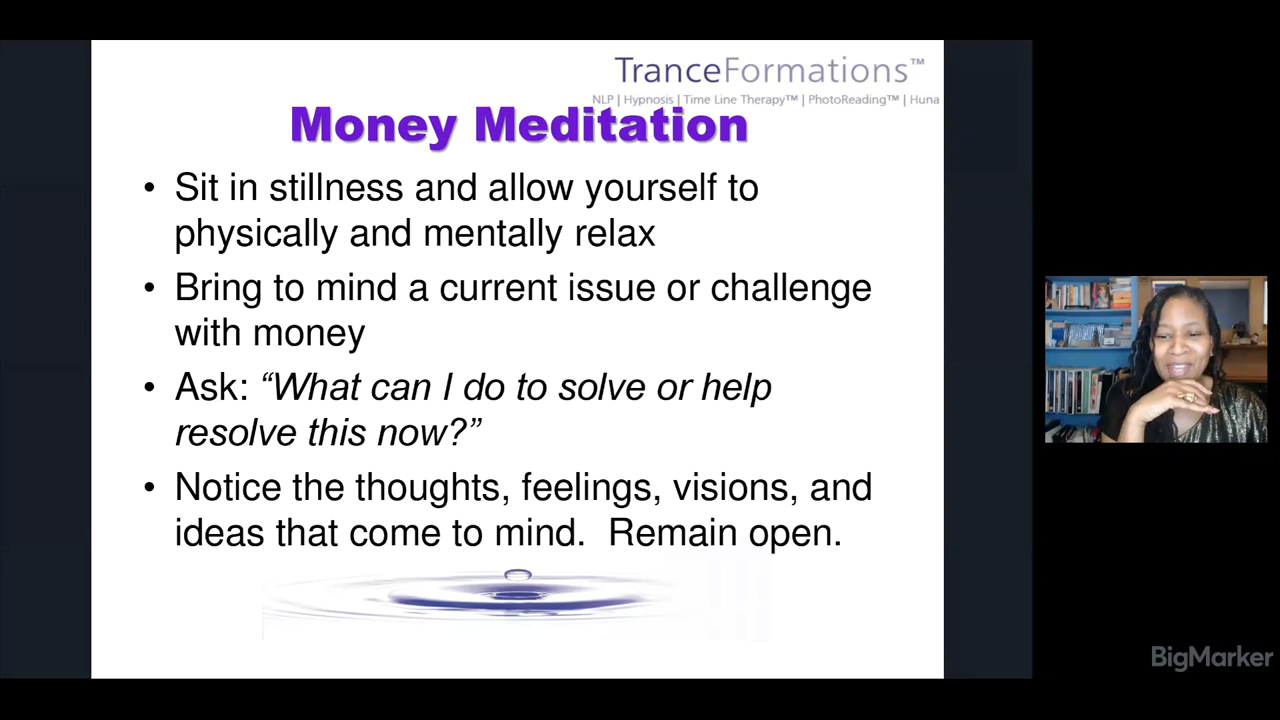 TranceFormations™
NLP | Hypnosis | Time Line Therapy™ | PhotoReading™ | Huna
Money Meditation
• Sit in stillness and allow yourself to
physically and mentally relax
• Bring to mind a current issue or challenge
with money
• Ask: “What can I do to solve or help
resolve this now?”
• Notice the thoughts, feelings, visions, and
ideas that come to mind.  Remain open.
BigMarker